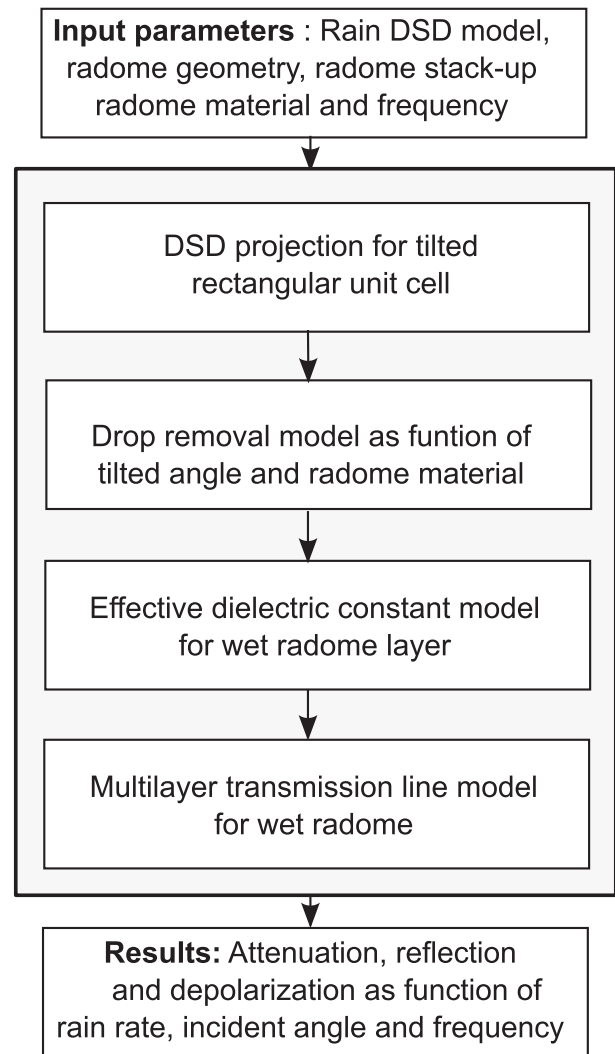 Input parameters : Rain DSD model,
radome geometry, radome stack-up
radome material and frequency
DSD projection for tilted
rectangular unit cell
Drop removal model as funtion of
tilted angle and radome material
Effective dielectric constant model
for wet radome layer
Multilayer transmission line model
for wet radome
Results: Attenuation, reflection
and depolarization as function of
rain rate, incident angle and frequency